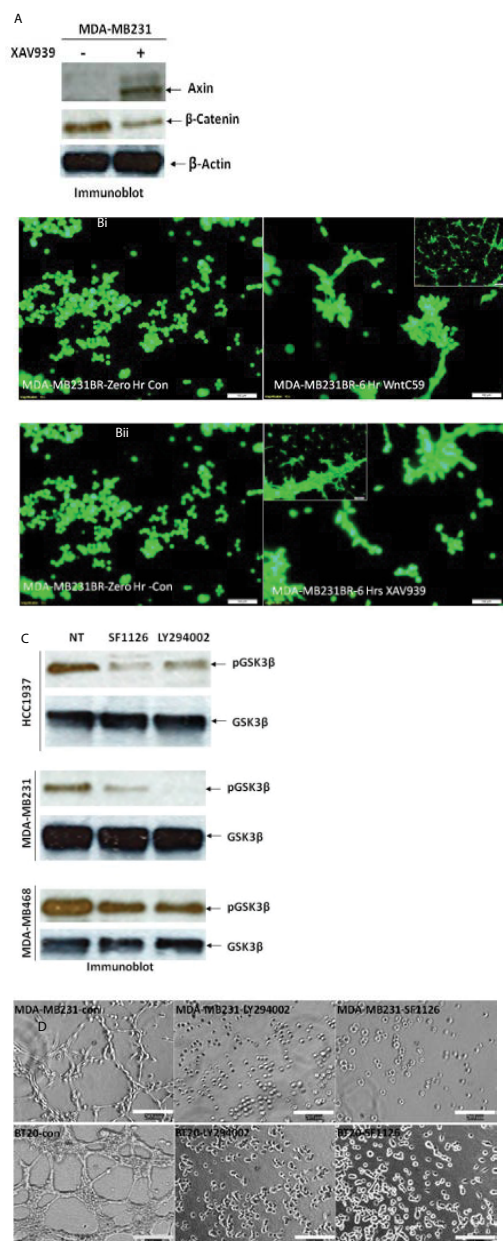 A
MDA-MB231
XAV939 - +
Axin
β-Catenin
β-Actin
Immunoblot
Bi
MDA-MB231BR-Zero Hr Con
MDA-MB231BR-6 Hr WntC59
Bii
MDA-MB231BR-Zero Hr -Con
MDA-MB231BR-6 Hrs XAV939
C
NT SF1126 LY294002
HCC1937
pGSK3β
GSK3β
MDA-MB231
pGSK3β
GSK3β
MDA-MB468
pGSK3β
GSK3β
Immunoblot
D
MDA-MB231-con
MDA-MB231-LY294002
MDA-MB231-SF1126
BT20-con
BT20-LY294002
BT20-SF1126